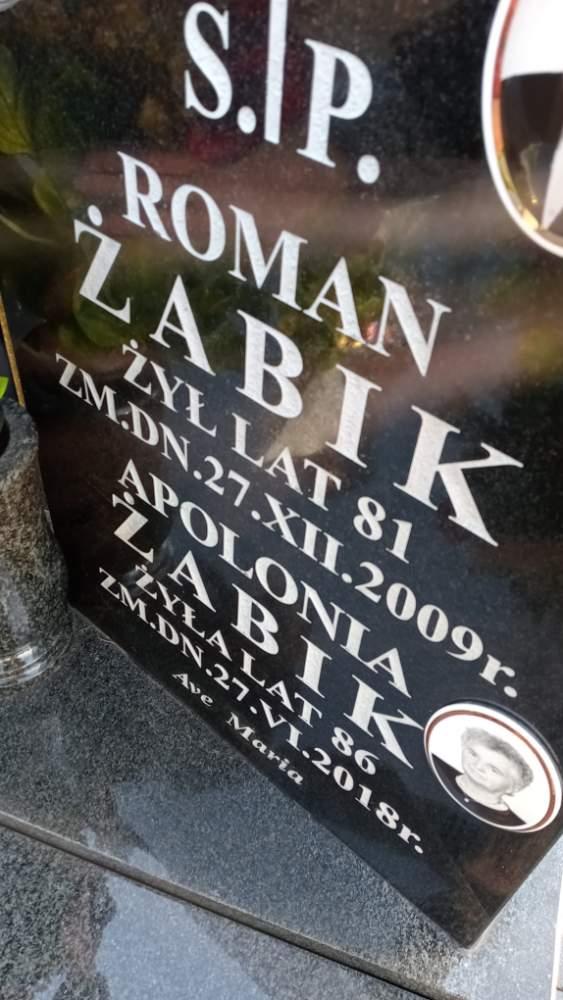 S.P.
ROMAN
ŻABIK
ŻYŁ LAT 81
ZM.DN.27.XII.2009r.
APOLONIA
ŻABIK
ŻYŁA LAT 86
ZM.DN.27.VI.2018r.
Ave Maria